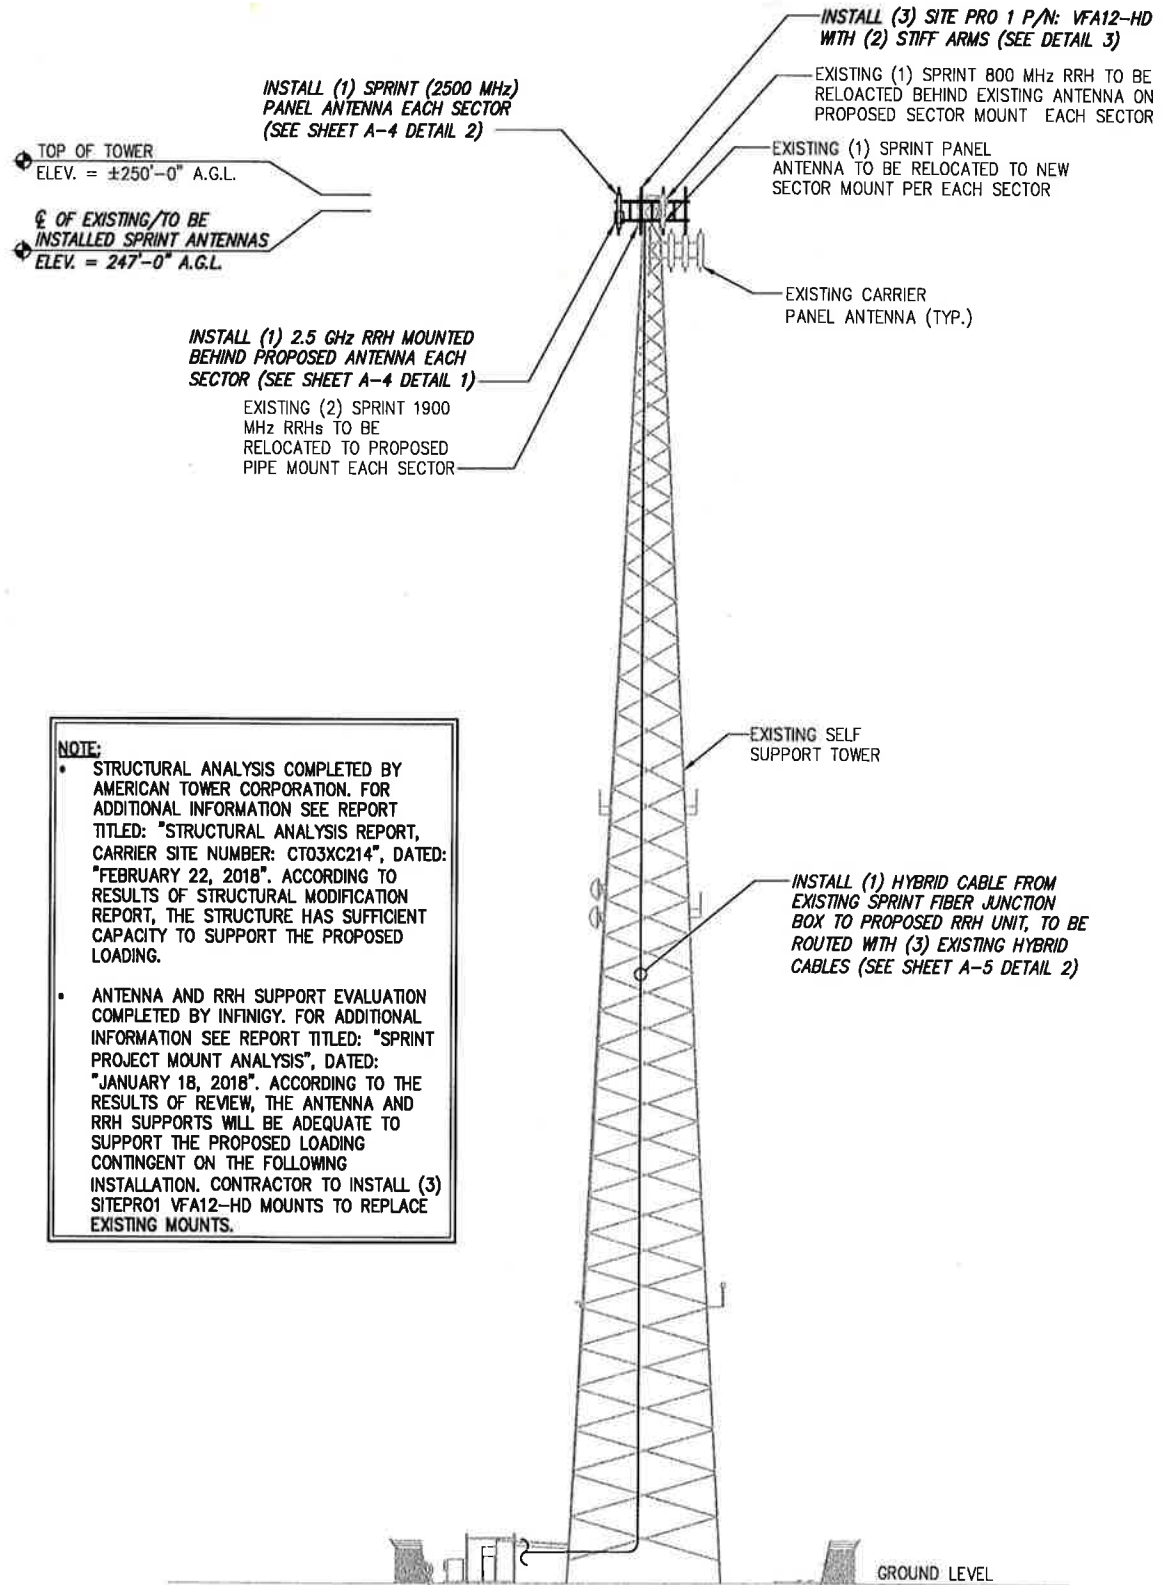 INSTALL (3) SITE PRO 1 P/N: VFA12-HD
WITH (2) STIFF ARMS (SEE DETAIL 3)
EXISTING (1) SPRINT 800 MHz RRH TO BE
RELOACTED BEHIND EXISTING ANTENNA ON
PROPOSED SECTOR MOUNT EACH SECTOR
INSTALL (1) SPRINT (2500 MHz)
PANEL ANTENNA EACH SECTOR
(SEE SHEET A-4 DETAIL 2)
EXISTING (1) SPRINT PANEL
ANTENNA TO BE RELOCATED TO NEW
SECTOR MOUNT PER EACH SECTOR
TOP OF TOWER
ELEV. = ±250'-0" A.G.L.
℄ OF EXISTING/TO BE
INSTALLED SPRINT ANTENNAS
ELEV. = 247'-0" A.G.L.
EXISTING CARRIER
PANEL ANTENNA (TYP.)
INSTALL (1) 2.5 GHz RRH MOUNTED
BEHIND PROPOSED ANTENNA EACH
SECTOR (SEE SHEET A-4 DETAIL 1)
EXISTING (2) SPRINT 1900
MHz RRHs TO BE
RELOCATED TO PROPOSED
PIPE MOUNT EACH SECTOR
EXISTING SELF
SUPPORT TOWER
NOTE:
• STRUCTURAL ANALYSIS COMPLETED BY
AMERICAN TOWER CORPORATION. FOR
ADDITIONAL INFORMATION SEE REPORT
TITLED: "STRUCTURAL ANALYSIS REPORT,
CARRIER SITE NUMBER: CT03XC214", DATED:
"FEBRUARY 22, 2018". ACCORDING TO
RESULTS OF STRUCTURAL MODIFICATION
REPORT, THE STRUCTURE HAS SUFFICIENT
CAPACITY TO SUPPORT THE PROPOSED
LOADING.
• ANTENNA AND RRH SUPPORT EVALUATION
COMPLETED BY INFINIGY. FOR ADDITIONAL
INFORMATION SEE REPORT TITLED: "SPRINT
PROJECT MOUNT ANALYSIS", DATED:
"JANUARY 18, 2018". ACCORDING TO THE
RESULTS OF REVIEW, THE ANTENNA AND
RRH SUPPORTS WILL BE ADEQUATE TO
SUPPORT THE PROPOSED LOADING
CONTINGENT ON THE FOLLOWING
INSTALLATION. CONTRACTOR TO INSTALL (3)
SITEPRO1 VFA12-HD MOUNTS TO REPLACE
EXISTING MOUNTS.
INSTALL (1) HYBRID CABLE FROM
EXISTING SPRINT FIBER JUNCTION
BOX TO PROPOSED RRH UNIT, TO BE
ROUTED WITH (3) EXISTING HYBRID
CABLES (SEE SHEET A-5 DETAIL 2)
GROUND LEVEL